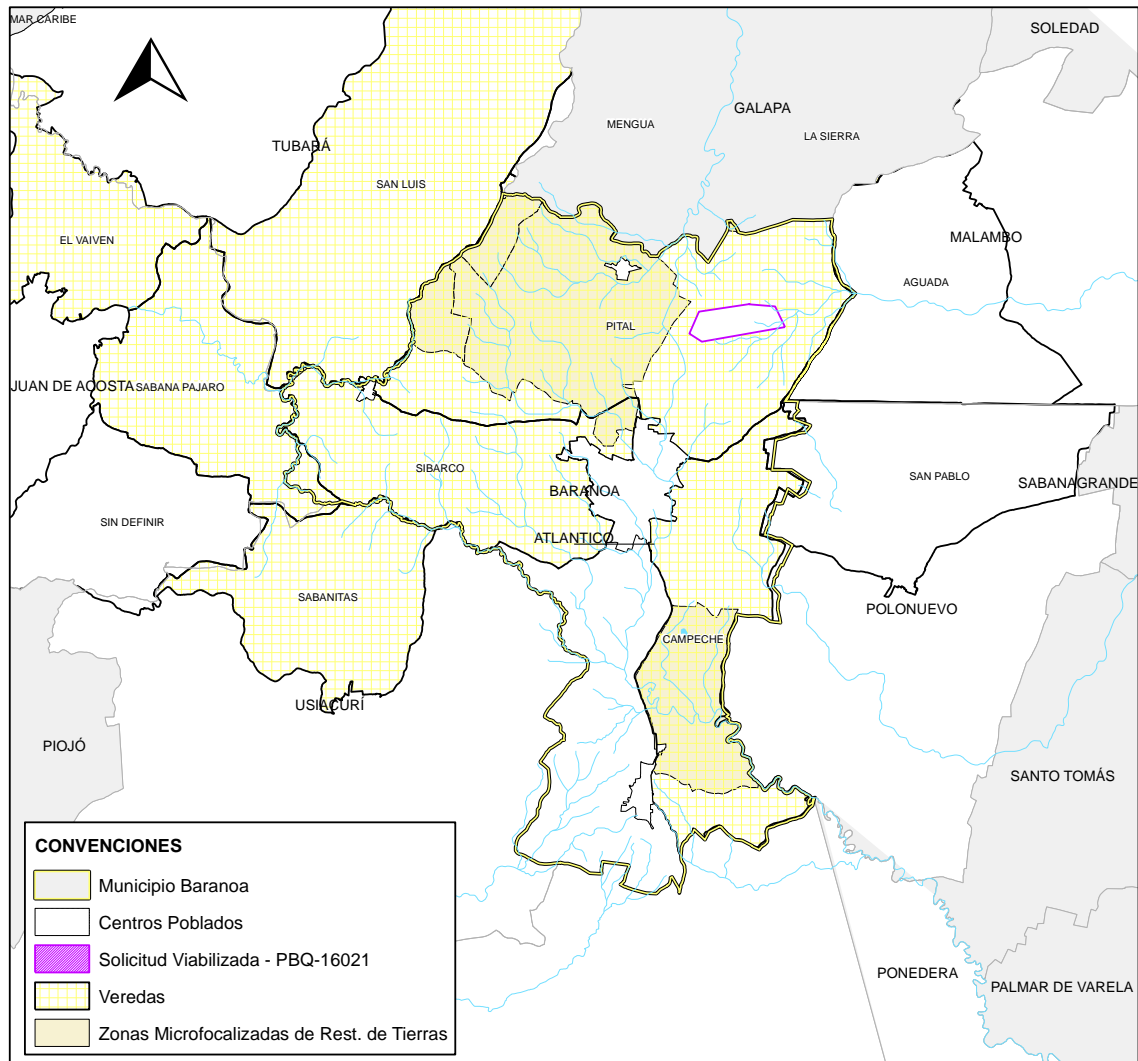 MAR CARIBE
SOLEDAD
GALAPA
MENGUA
LA SIERRA
TUBARÁ
SAN LUIS
EL VAIVEN
MALAMBO
AGUADA
PITAL
JUAN DE ACOSTA
SABANA PAJARO
SIBARCO
SAN PABLO
SABANAGRANDE
BARANOA
SIN DEFINIR
ATLANTICO
SABANITAS
POLONUEVO
CAMPECHE
USIACURÍ
PIOJÓ
SANTO TOMÁS
PONEDERA
PALMAR DE VARELA
CONVENCIONES
Municipio Baranoa
Centros Poblados
Solicitud Viabilizada - PBQ-16021
Veredas
Zonas Microfocalizadas de Rest. de Tierras